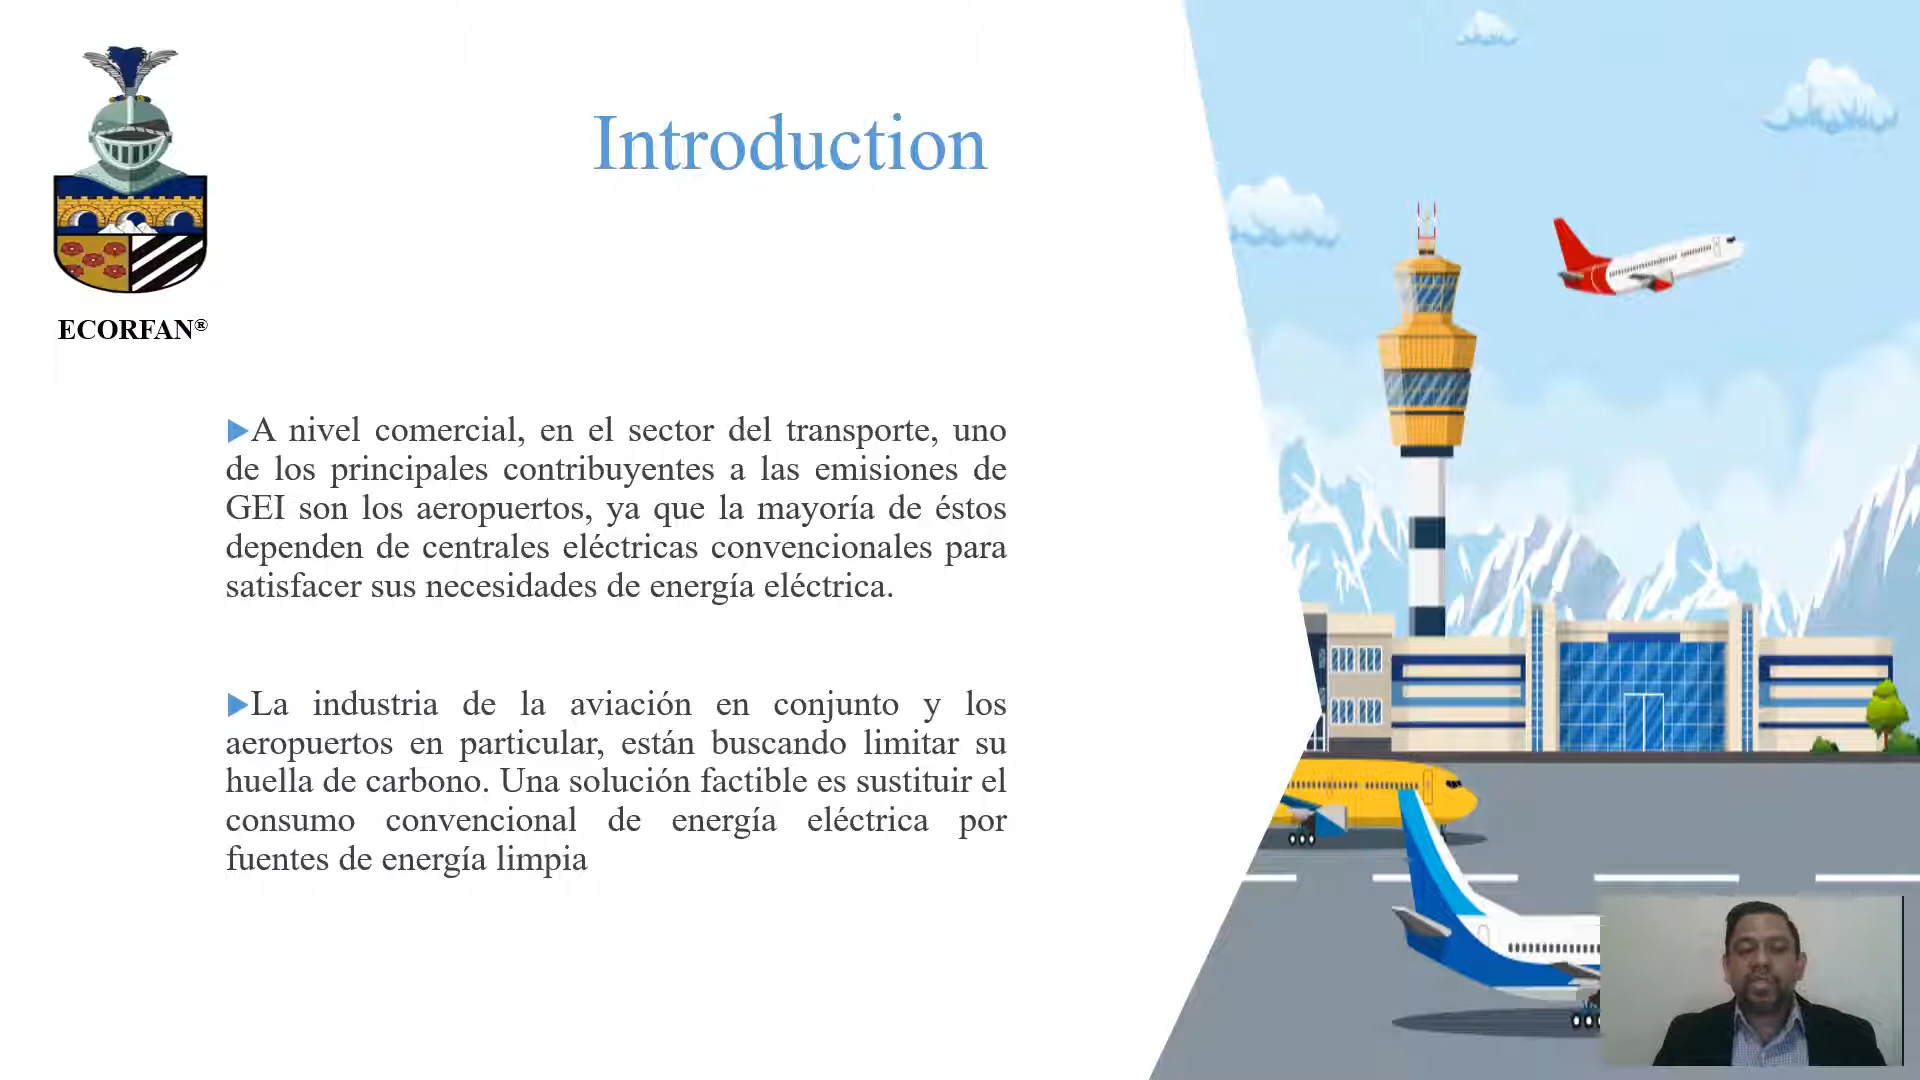 Introduction
ECORFAN®
A nivel comercial, en el sector del transporte, uno
de los principales contribuyentes a las emisiones de
GEI son los aeropuertos, ya que la mayoría de éstos
dependen de centrales eléctricas convencionales para
satisfacer sus necesidades de energía eléctrica.
La industria de la aviación en conjunto y los
aeropuertos en particular, están buscando limitar su
huella de carbono. Una solución factible es sustituir el
consumo convencional de energía eléctrica por
fuentes de energía limpia